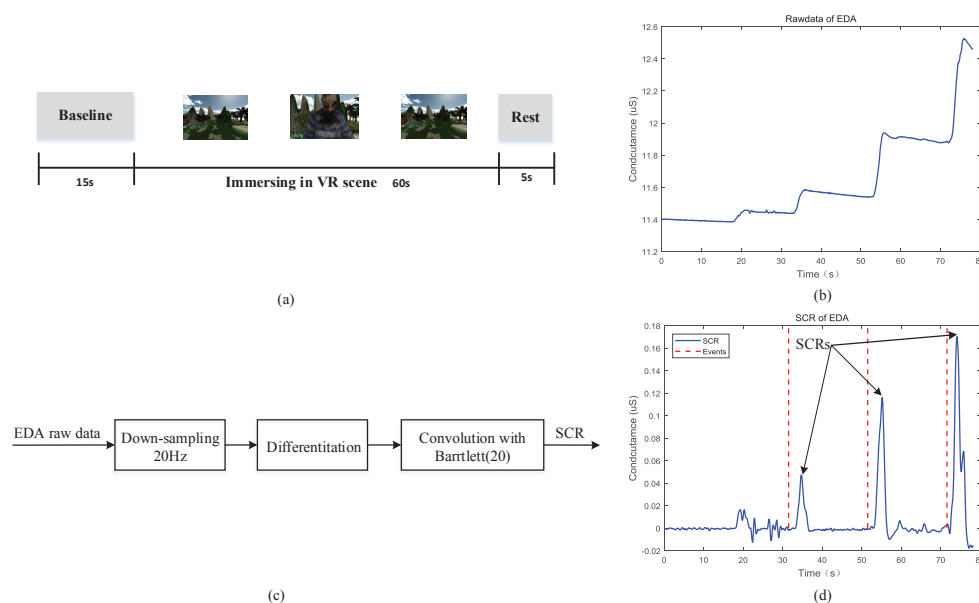 Baseline
Rest
15s
Immersing in VR scene 60s
5s
(a)
Rawdata of EDA
12.6
12.4
12.2
12
11.8
11.6
11.4
11.2
Condcutamce (uS)
0 10 20 30 40 50 60 70 80
Time（s）
(b)
EDA raw data
Down-sampling
20Hz
Differentitation
Convolution with
Barrtlett(20)
SCR
(c)
SCR of EDA
0.18
0.16
0.14
0.12
0.1
0.08
0.06
0.04
0.02
0
-0.02
Condcutamce (uS)
SCR
Events
SCRs
0 10 20 30 40 50 60 70 80
Time（s）
(d)